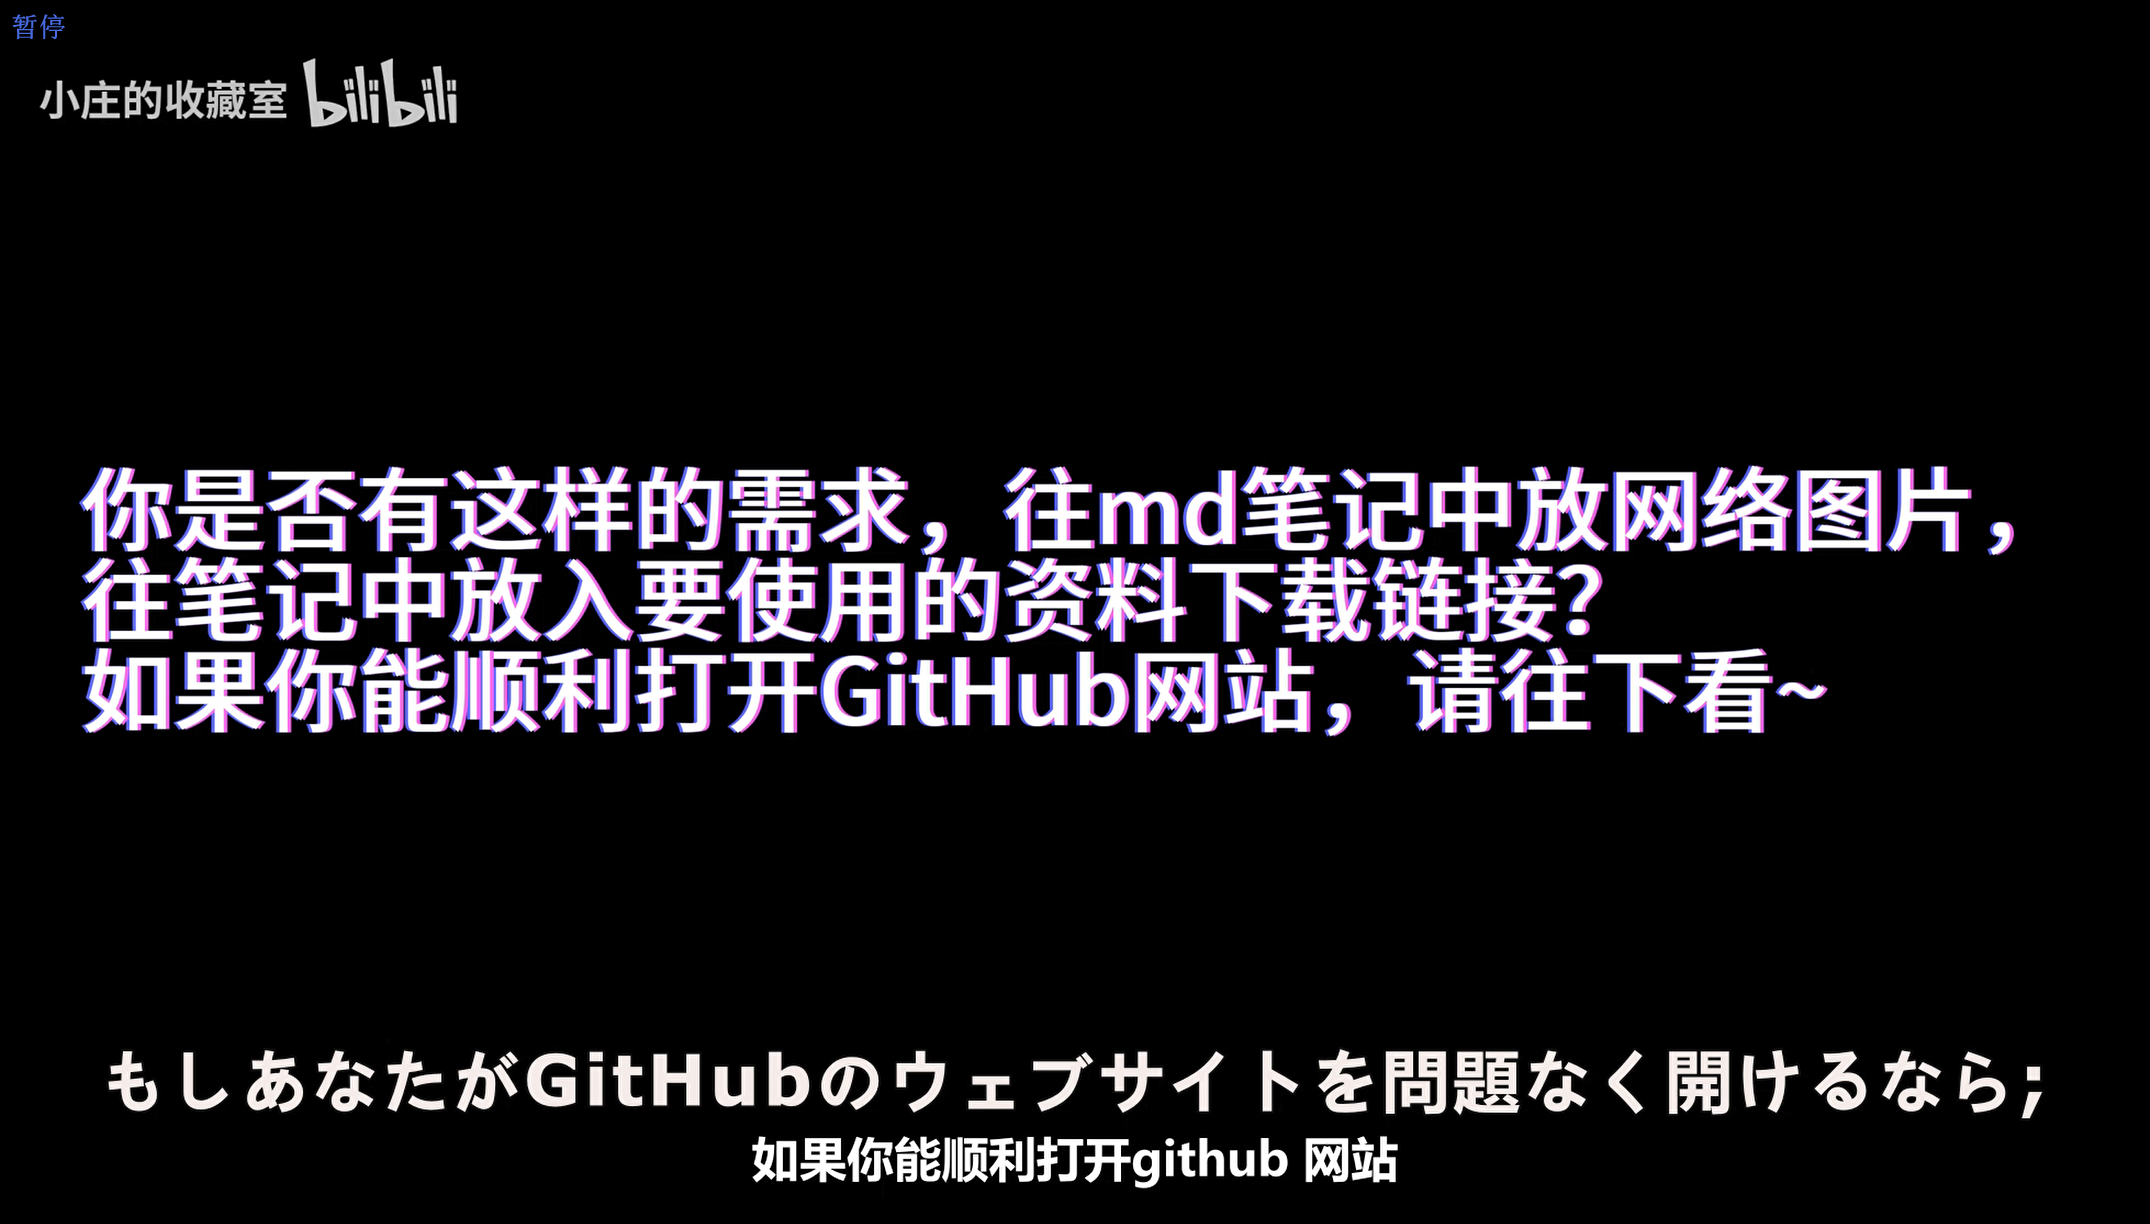 暂停
小庄的收藏室 bilibili
你是否有这样的需求，往md笔记中放网络图片，
往笔记中放入要使用的资料下载链接？
如果你能顺利打开GitHub网站，请往下看~
もしあなたがGitHubのウェブサイトを問題なく開けるなら;
如果你能顺利打开github 网站